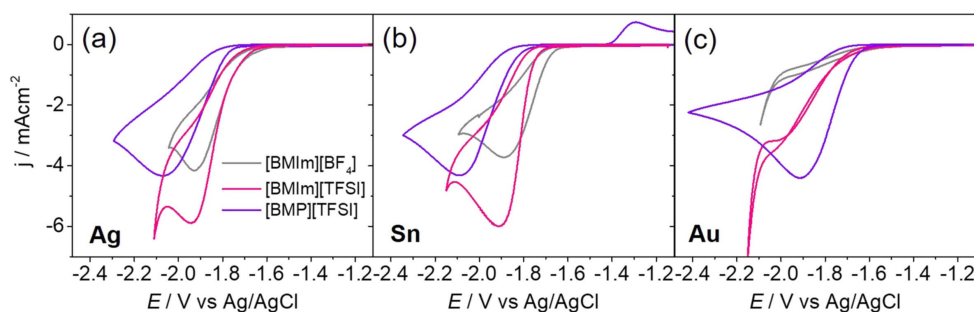 (a) (b) (c)
0
-2
-4
-6
j / mAcm⁻²
[BMIm][BF₄]
[BMIm][TFSI]
[BMP][TFSI]
Ag Sn Au
-2.4 -2.2 -2.0 -1.8 -1.6 -1.4 -1.2 -2.4 -2.2 -2.0 -1.8 -1.6 -1.4 -1.2 -2.4 -2.2 -2.0 -1.8 -1.6 -1.4 -1.2
E / V vs Ag/AgCl E / V vs Ag/AgCl E / V vs Ag/AgCl